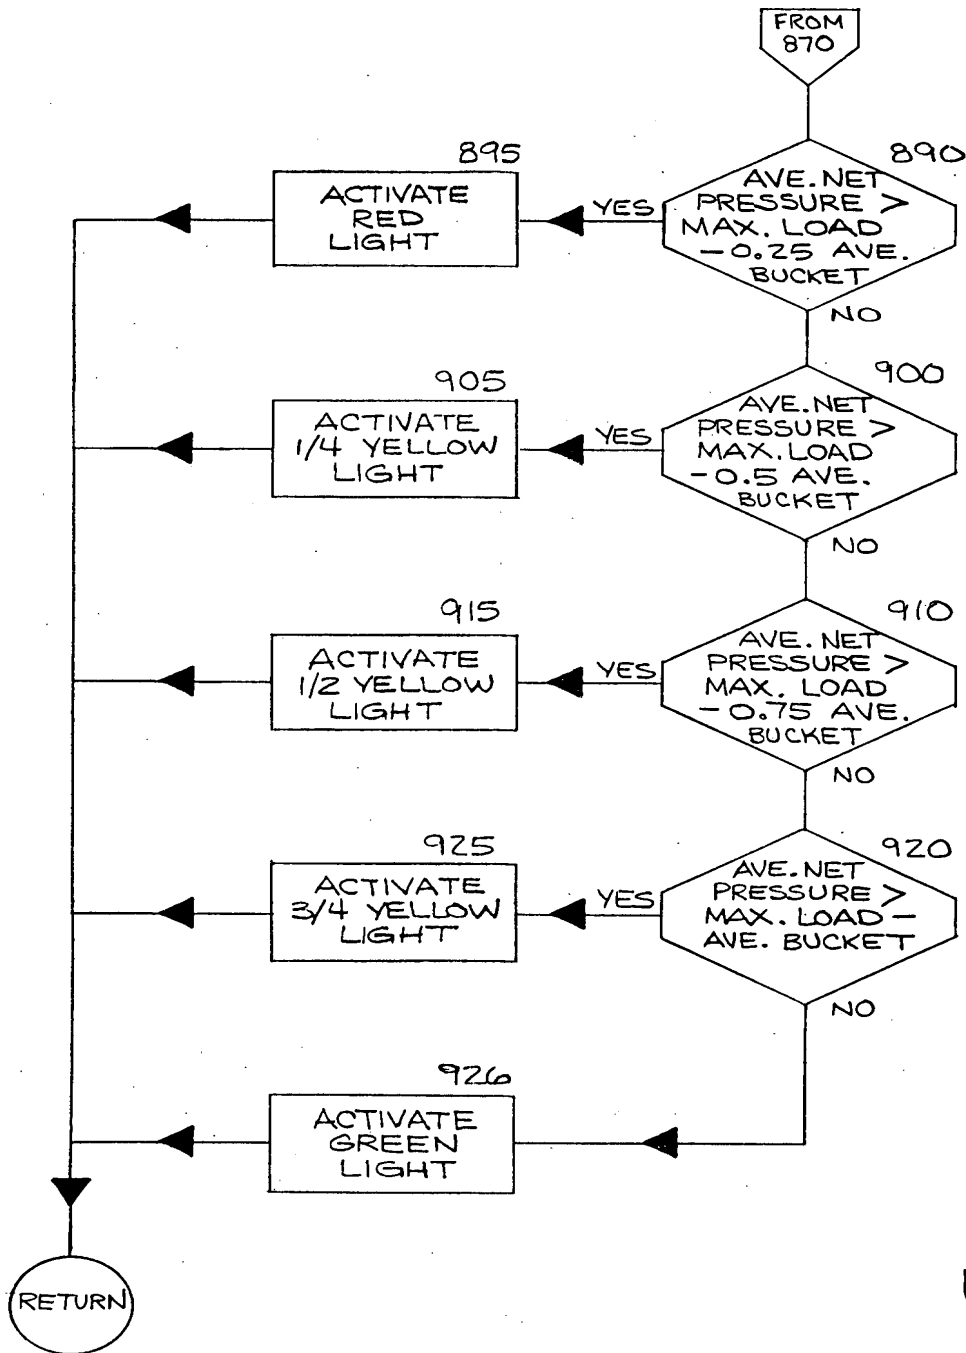 FROM
870
890
AVE. NET
PRESSURE >
MAX. LOAD
-0.25 AVE.
BUCKET
YES
NO
895
ACTIVATE
RED
LIGHT
900
AVE. NET
PRESSURE >
MAX. LOAD
-0.5 AVE.
BUCKET
YES
NO
905
ACTIVATE
1/4 YELLOW
LIGHT
910
AVE. NET
PRESSURE >
MAX. LOAD
-0.75 AVE.
BUCKET
YES
NO
915
ACTIVATE
1/2 YELLOW
LIGHT
920
AVE. NET
PRESSURE >
MAX. LOAD -
AVE. BUCKET
YES
NO
925
ACTIVATE
3/4 YELLOW
LIGHT
926
ACTIVATE
GREEN
LIGHT
RETURN